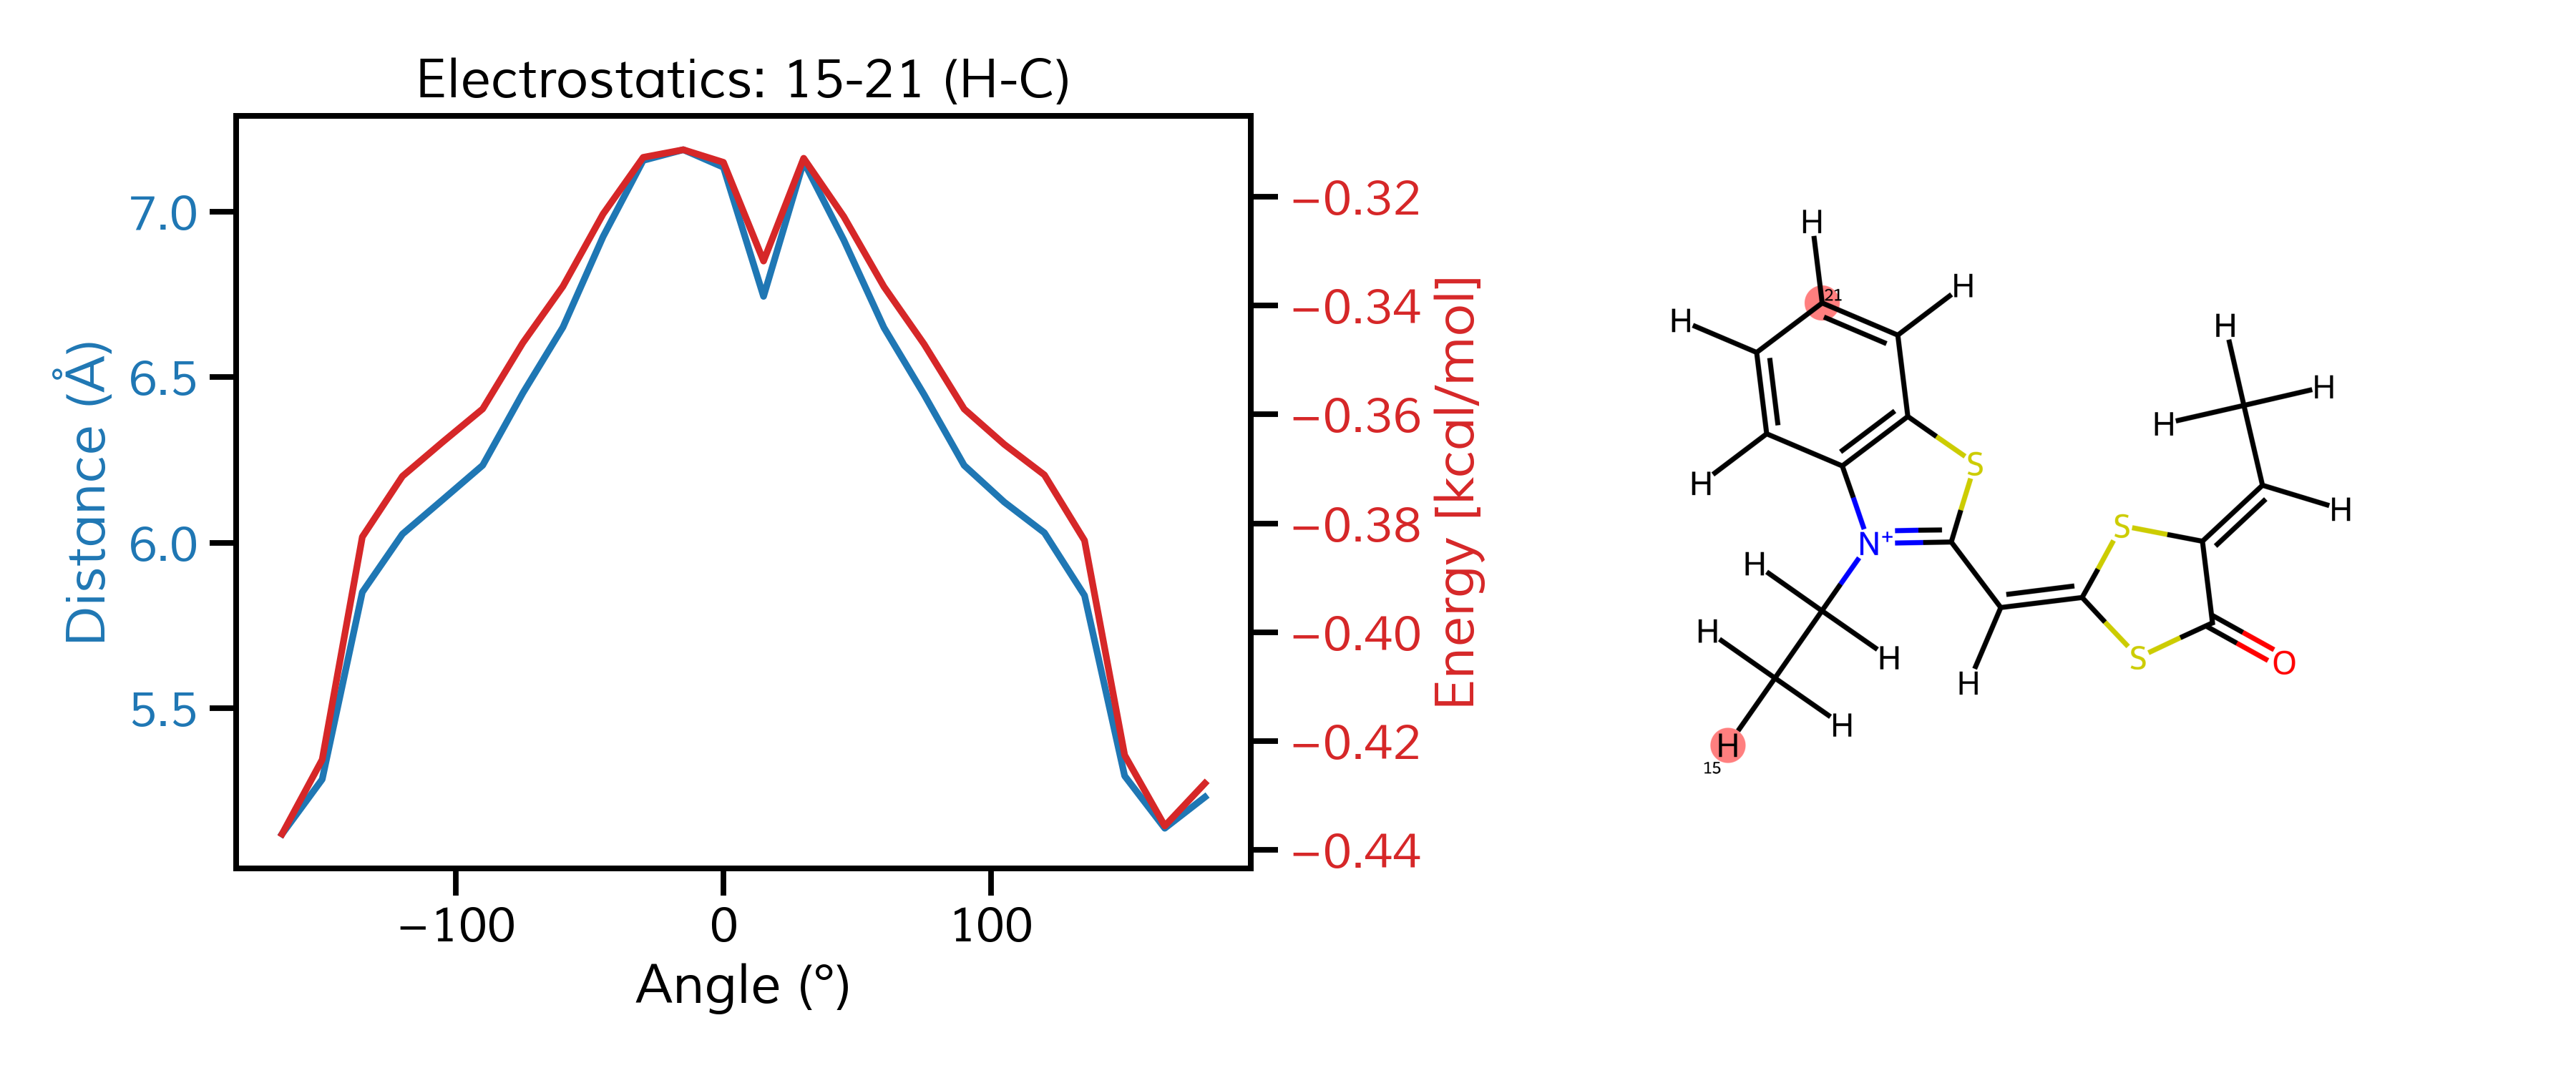 Electrostatics: 15-21 (H-C)
Distance (Å)
7.0
6.5
6.0
5.5
−100
0
100
Angle (°)
−0.32
−0.34
−0.36
−0.38
−0.40
−0.42
−0.44
Energy [kcal/mol]
H
21
H
H
H
H
H
H
S
H
H
S
N⁺
H
H
H
S
O
H
H
H
15